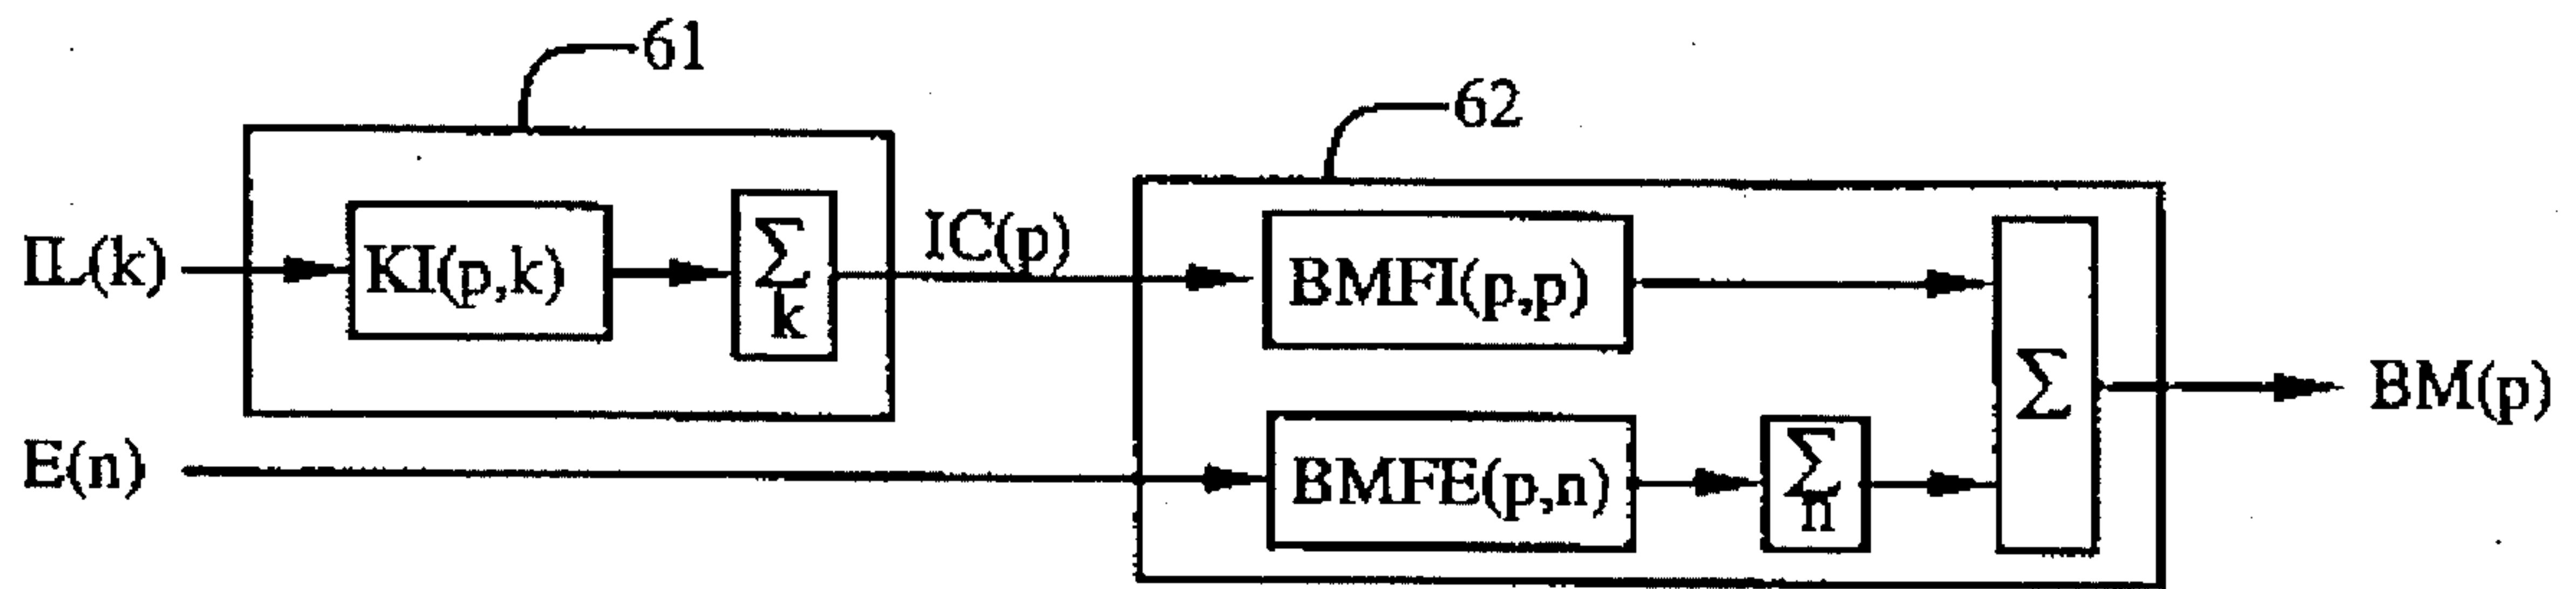 61
62
IL(k)
KI(p,k)
∑
k
IC(p)
BMFI(p,p)
∑
BM(p)
E(n)
BMFE(p,n)
∑
n